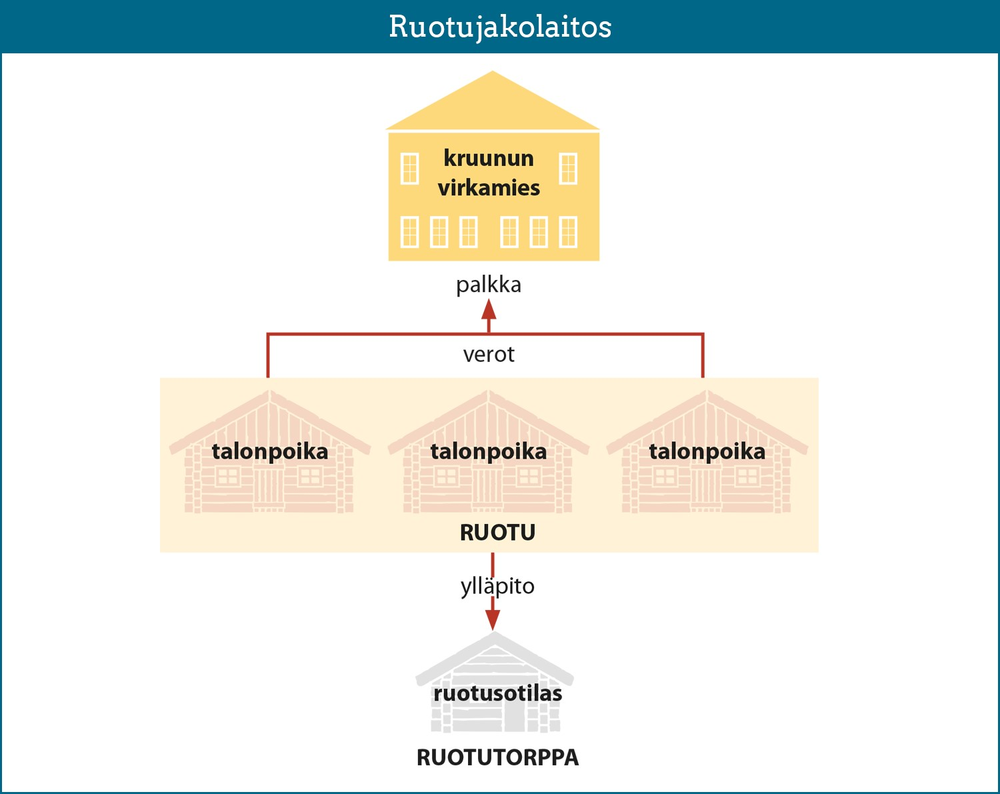 Ruotujakolaitos
kruunun
virkamies
palkka
verot
talonpoika talonpoika talonpoika
RUOTU
ylläpito
ruotusotilas
RUOTUTORPPA